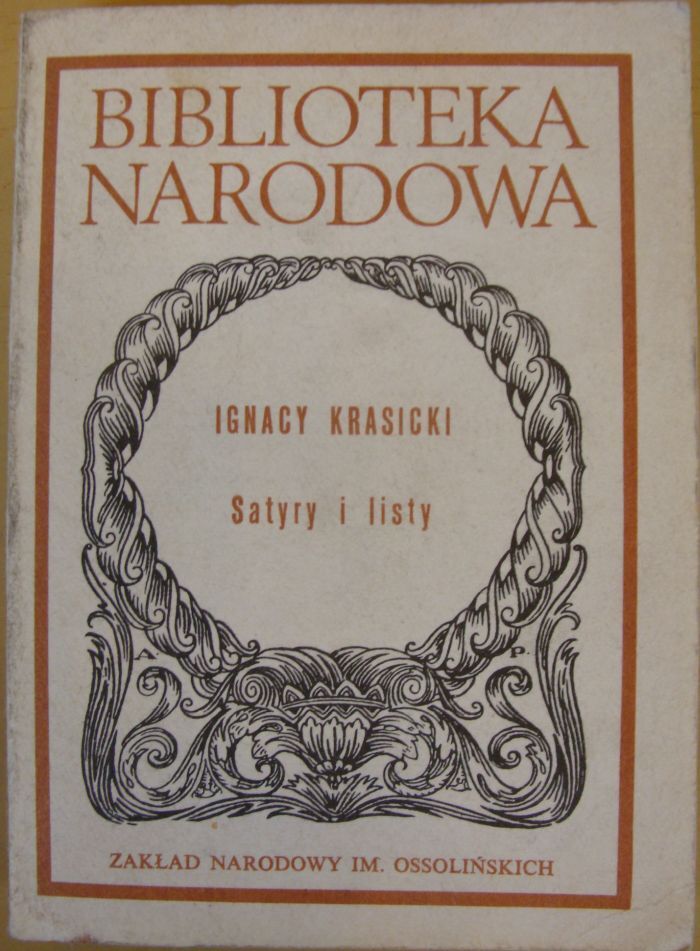 BIBLIOTEKA
NARODOWA
IGNACY KRASICKI
Satyry i listy
A. P.
ZAKŁAD NARODOWY IM. OSSOLIŃSKICH